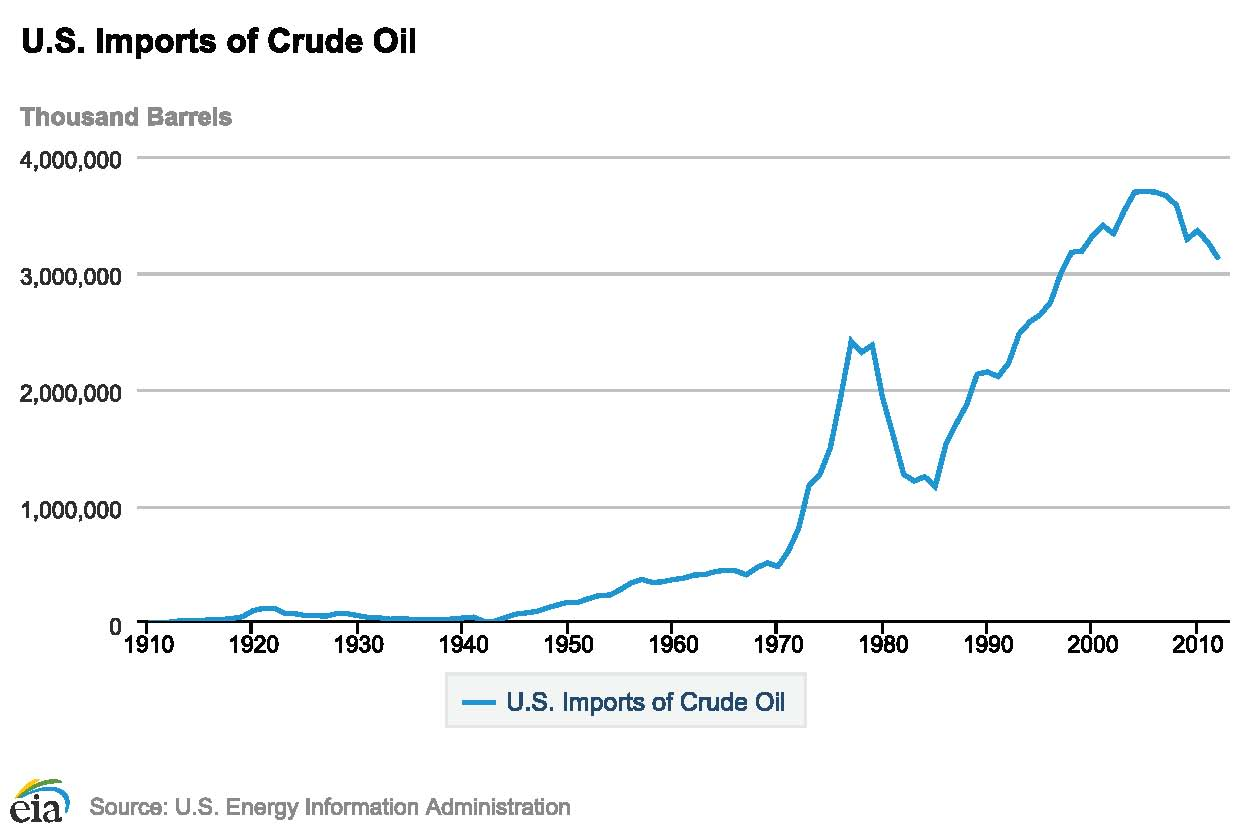 U.S. Imports of Crude Oil
Thousand Barrels
4,000,000
3,000,000
2,000,000
1,000,000
0
1910 1920 1930 1940 1950 1960 1970 1980 1990 2000 2010
U.S. Imports of Crude Oil
eia Source: U.S. Energy Information Administration